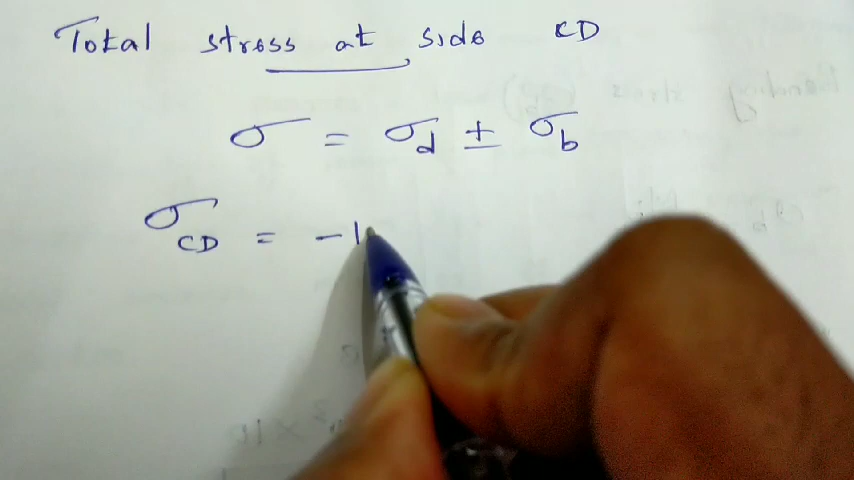 Total stress at side CD
σ = σd ± σb
σCD = -1